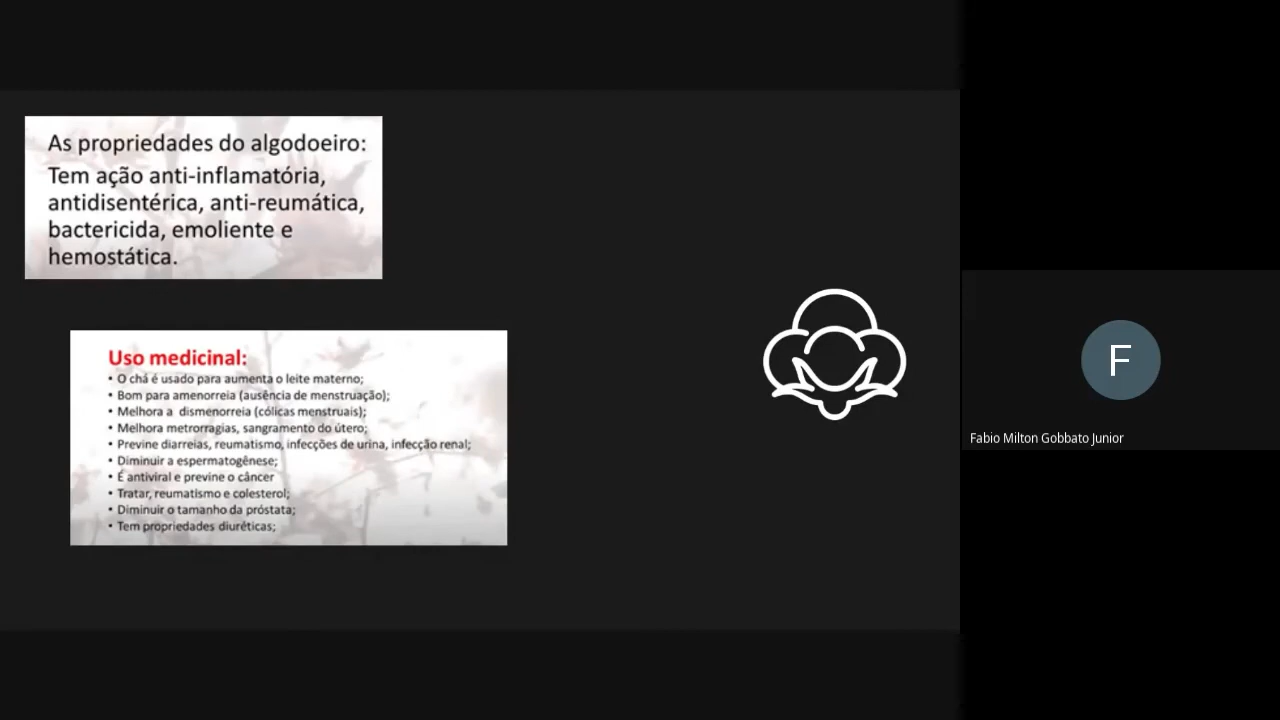 As propriedades do algodoeiro:
Tem ação anti-inflamatória,
antidisentérica, anti-reumática,
bactericida, emoliente e
hemostática.
Uso medicinal:
• O chá é usado para aumenta o leite materno;
• Bom para amenorreia (ausência de menstruação);
• Melhora a dismenorreia (cólicas menstruais);
• Melhora metrorragias, sangramento do útero;
• Previne diarreias, reumatismo, infecções de urina, infecção renal;
• Diminuir a espermatogênese;
• É antiviral e previne o câncer
• Tratar, reumatismo e colesterol;
• Diminuir o tamanho da próstata;
• Tem propriedades diuréticas;
F
Fabio Milton Gobbato Junior